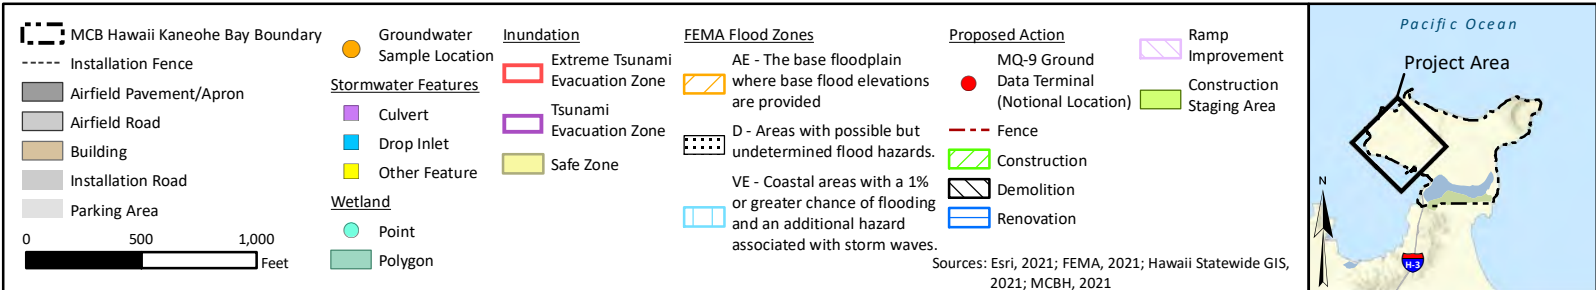 MCB Hawaii Kaneohe Bay Boundary
Installation Fence
Airfield Pavement/Apron
Airfield Road
Building
Installation Road
Parking Area
0 500 1,000
Feet
Groundwater
Sample Location
Stormwater Features
Culvert
Drop Inlet
Other Feature
Wetland
Point
Polygon
Inundation
Extreme Tsunami
Evacuation Zone
Tsunami
Evacuation Zone
Safe Zone
FEMA Flood Zones
AE - The base floodplain
where base flood elevations
are provided
D - Areas with possible but
undetermined flood hazards.
VE - Coastal areas with a 1%
or greater chance of flooding
and an additional hazard
associated with storm waves.
Proposed Action
MQ-9 Ground
Data Terminal
(Notional Location)
Fence
Construction
Demolition
Renovation
Ramp
Improvement
Construction
Staging Area
Sources: Esri, 2021; FEMA, 2021; Hawaii Statewide GIS,
2021; MCBH, 2021
Pacific Ocean
Project Area
N
H-3